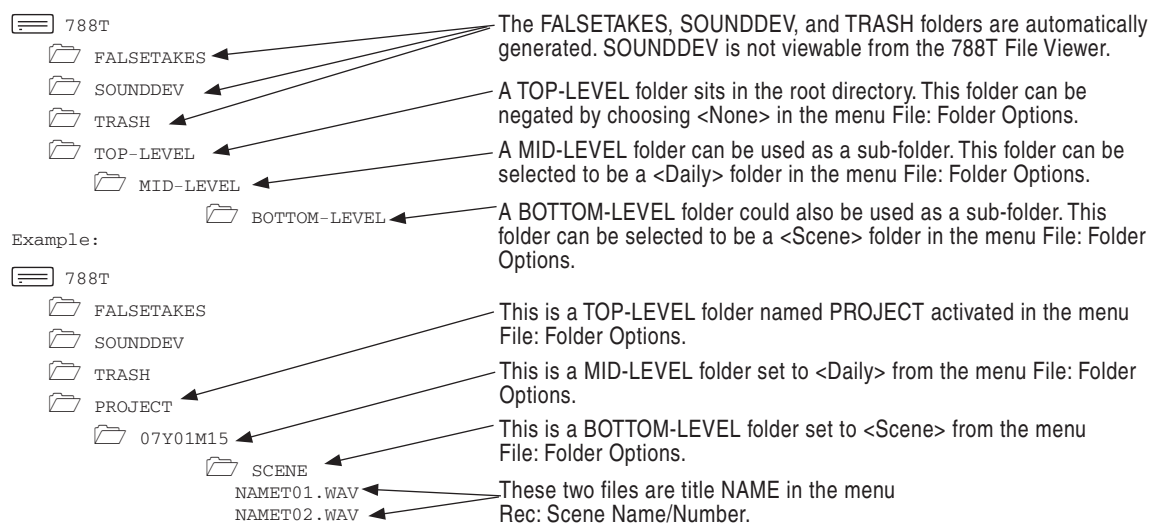 788T
FALSETAKES
SOUNDDEV
TRASH
TOP-LEVEL
MID-LEVEL
BOTTOM-LEVEL
The FALSETAKES, SOUNDDEV, and TRASH folders are automatically
generated. SOUNDDEV is not viewable from the 788T File Viewer.
A TOP-LEVEL folder sits in the root directory. This folder can be
negated by choosing <None> in the menu File: Folder Options.
A MID-LEVEL folder can be used as a sub-folder. This folder can be
selected to be a <Daily> folder in the menu File: Folder Options.
A BOTTOM-LEVEL folder could also be used as a sub-folder. This
folder can be selected to be a <Scene> folder in the menu File: Folder
Options.
Example:
788T
FALSETAKES
SOUNDDEV
TRASH
PROJECT
07Y01M15
SCENE
NAMET01.WAV
NAMET02.WAV
This is a TOP-LEVEL folder named PROJECT activated in the menu
File: Folder Options.
This is a MID-LEVEL folder set to <Daily> from the menu File: Folder
Options.
This is a BOTTOM-LEVEL folder set to <Scene> from the menu
File: Folder Options.
These two files are title NAME in the menu
Rec: Scene Name/Number.